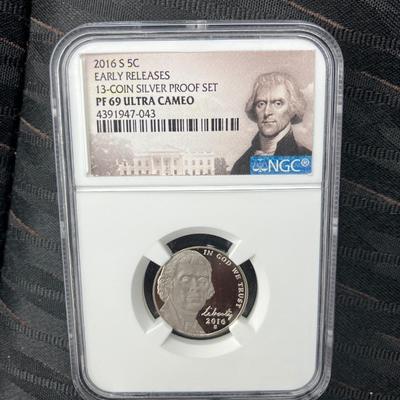 2016 S 5C
EARLY RELEASES
13-COIN SILVER PROOF SET
PF 69 ULTRA CAMEO
4391947-043
NGC®
IN GOD WE TRUST
Liberty
2016
S